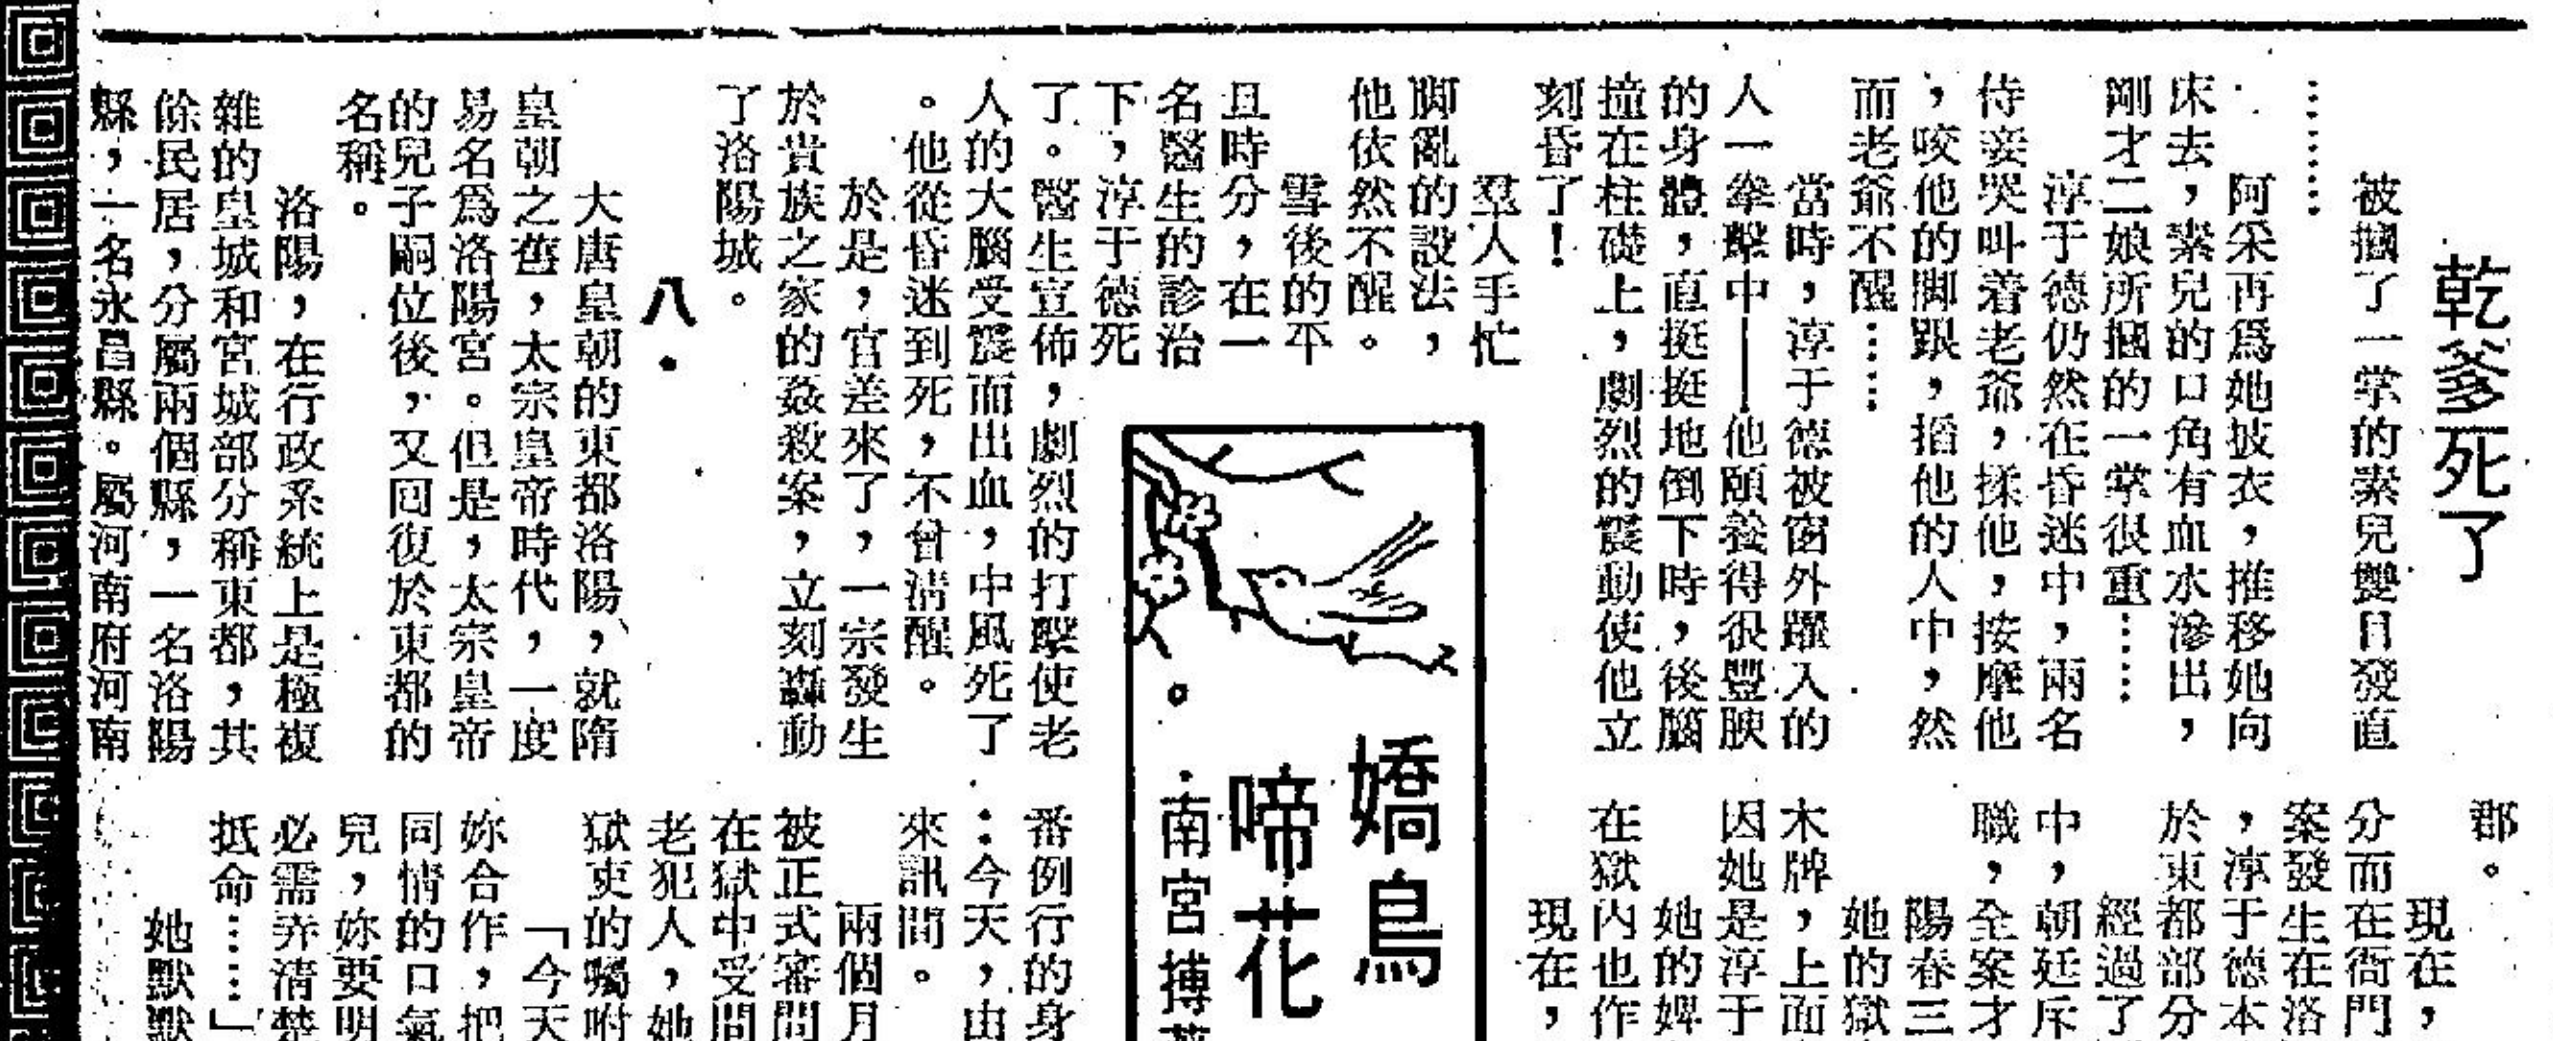 乾爹死了
被摑了一掌的素兒雙目發直
⋯⋯⋯
阿采再爲她披衣，推移她向
床去，素兒的口角有血水滲出，
剛才二娘所摑的一掌很重⋯⋯
淳于德仍然在昏迷中，兩名
侍妾哭叫着老爺，揉他，按摩他
，咬他的脚跟，搯他的人中，然
而老爺不醒⋯⋯
當時，淳于德被窗外躍入的
人一拳擊中——他頤養得很豐腴
的身體，直挺挺地倒下時，後腦
撞在柱礎上，劇烈的震動使他立
刻昏了！
羣人手忙
脚亂的設法，
他依然不醒。
雪後的平
旦時分，在一
名醫生的診治
下，淳于德死
了。醫生宣佈，劇烈的打擊使老
人的大腦受震而出血，中風死了
。他從昏迷到死，不曾清醒。
於是，官差來了，一宗發生
於貴族之家的姦殺案，立刻轟動
了洛陽城。
八．
大唐皇朝的東都洛陽，就隋
皇朝之舊，太宗皇帝時代，一度
易名爲洛陽宮。但是，太宗皇帝
的兒子嗣位後，又囘復於東都的
名稱。
洛陽，在行政系統上是極複
雜的皇城和宮城部分稱東都，其
餘民居，分屬兩個縣，一名洛陽
縣，一名永昌縣。屬河南府河南
嬌鳥
啼花
南宮搏
郡。
現在，
分而在衙門
案發生在洛
，淳于德本
於東都部分
經過了
中，朝廷斥
職，全案才
陽春三
她的獄
木牌，上面
因她是淳于
她的婢
在獄內也作
現在，
番例行的身
⋯今天，由
來訊問。
兩個月
被正式審問
在獄中受問
老犯人，她
獄吏的囑咐
「今天
妳合作，把
同情的口氣
兒，妳要明
必需弄清楚
抵命⋯⋯」
她默默